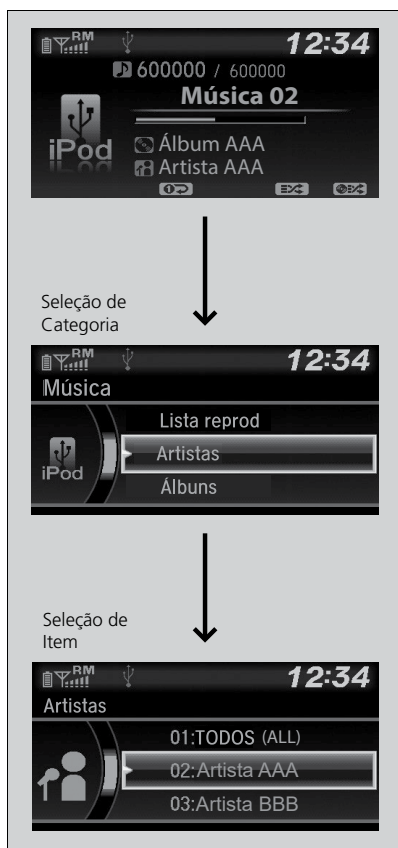 RM 12:34
600000 / 600000
Música 02
iPod
Álbum AAA
Artista AAA
1
Seleção de
Categoria
RM 12:34
Música
Lista reprod
iPod
Artistas
Álbuns
Seleção de
Item
RM 12:34
Artistas
01:TODOS (ALL)
02:Artista AAA
03:Artista BBB